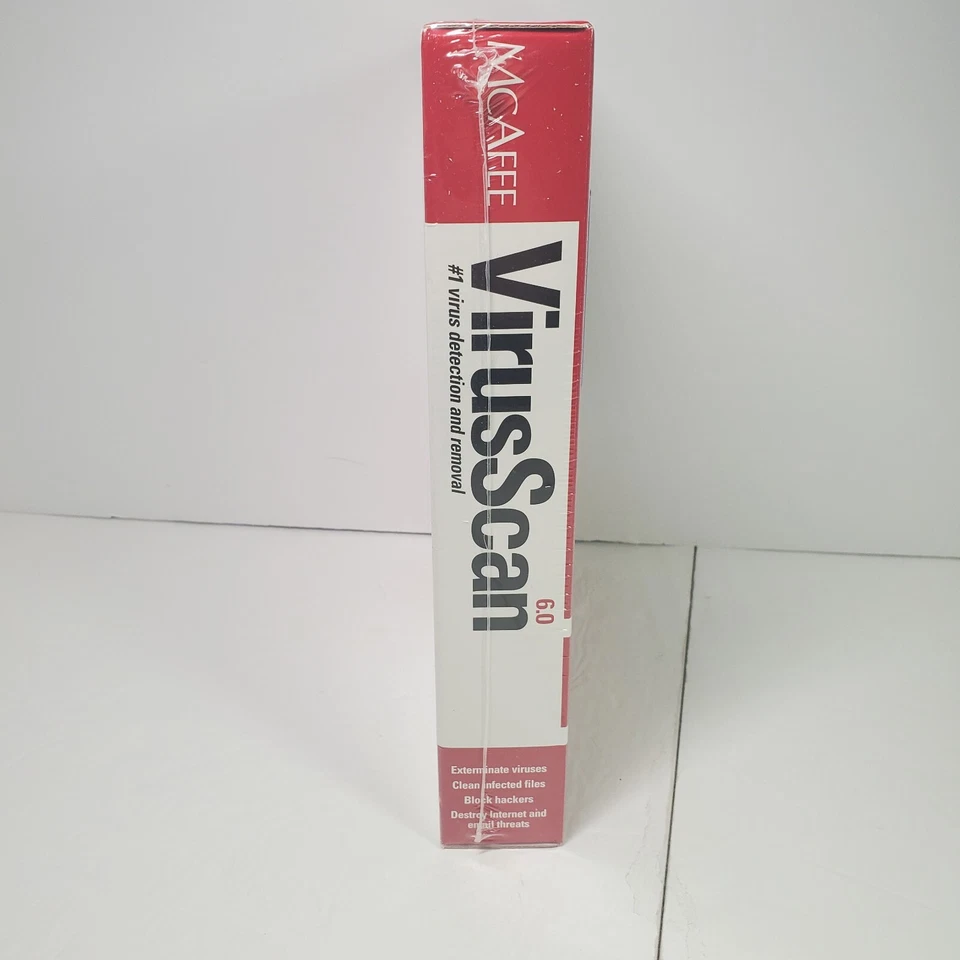 MCAFEE
VirusScan
6.0
#1 virus detection and removal
Exterminate viruses
Clean infected files
Block hackers
Destroy Internet and
email threats